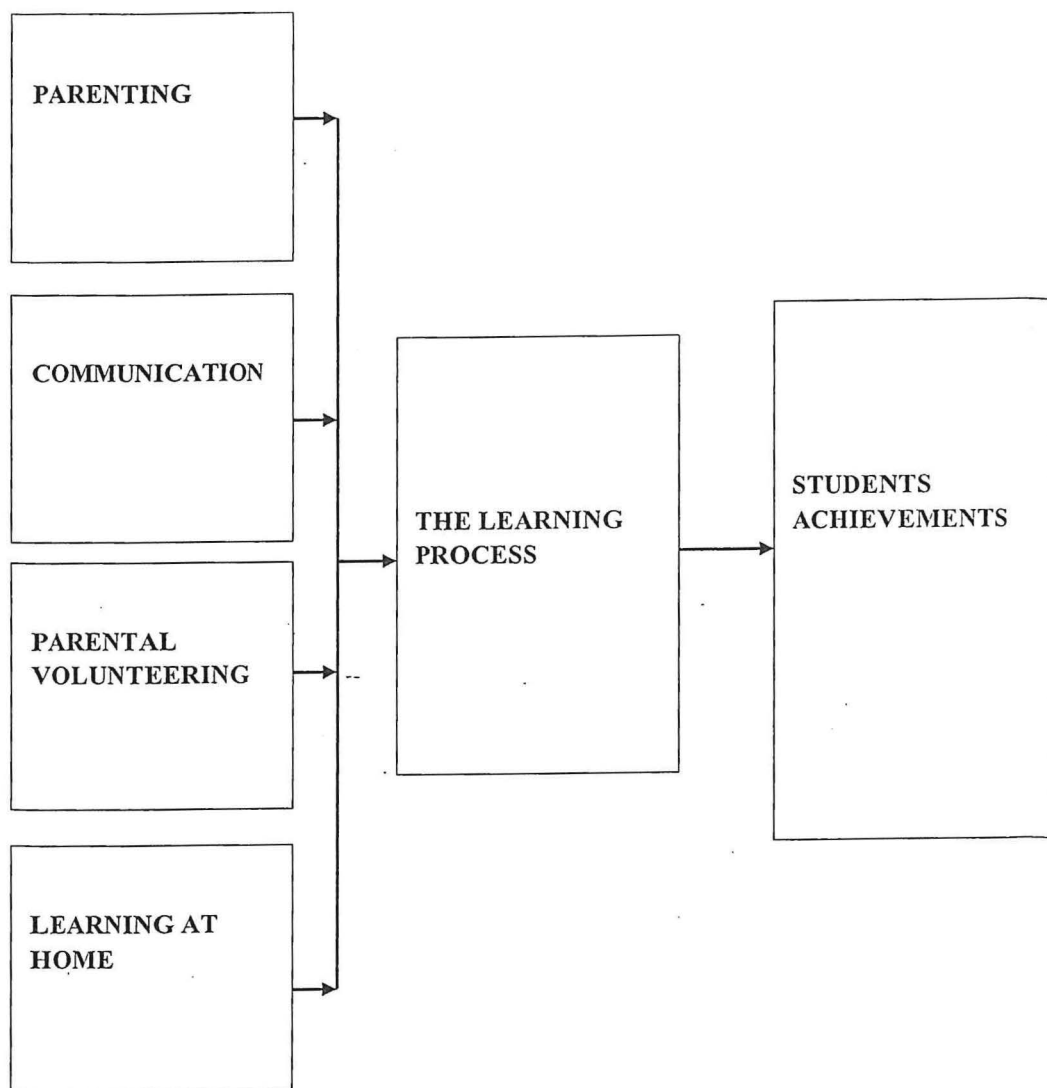 PARENTING
COMMUNICATION
PARENTAL
VOLUNTEERING
LEARNING AT
HOME
THE LEARNING
PROCESS
STUDENTS
ACHIEVEMENTS